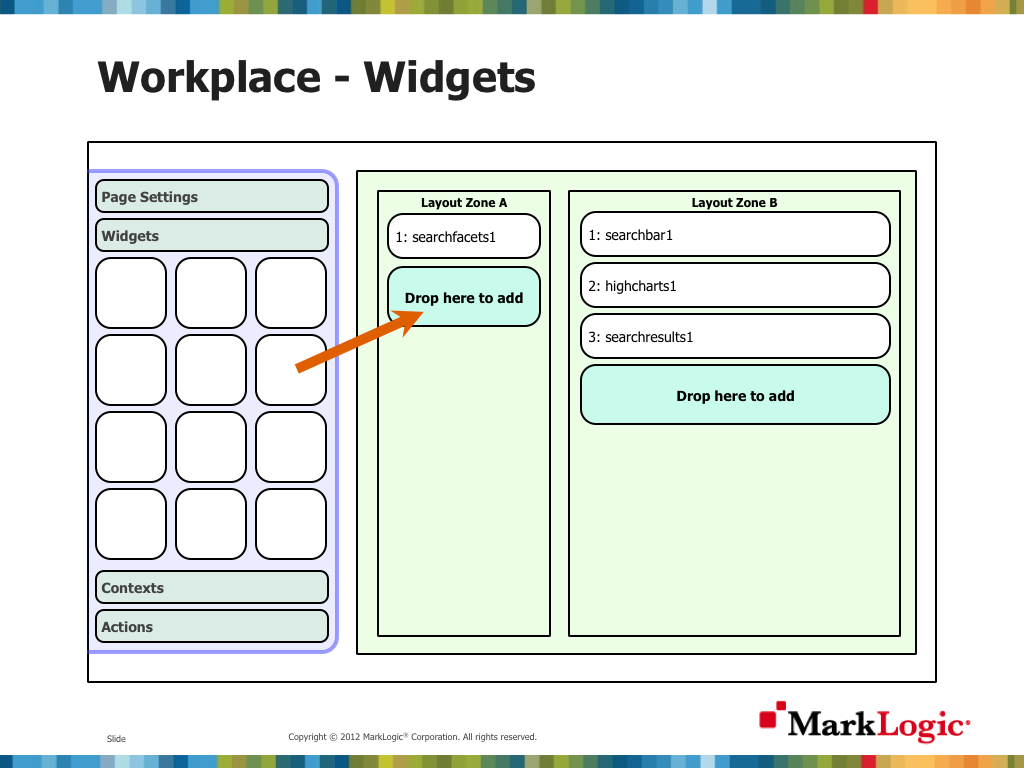 Workplace - Widgets
Page Settings
Widgets
Contexts
Actions
Layout Zone A
1: searchfacets1
Drop here to add
Layout Zone B
1: searchbar1
2: highcharts1
3: searchresults1
Drop here to add
Slide
Copyright © 2012 MarkLogic® Corporation. All rights reserved.
MarkLogic®